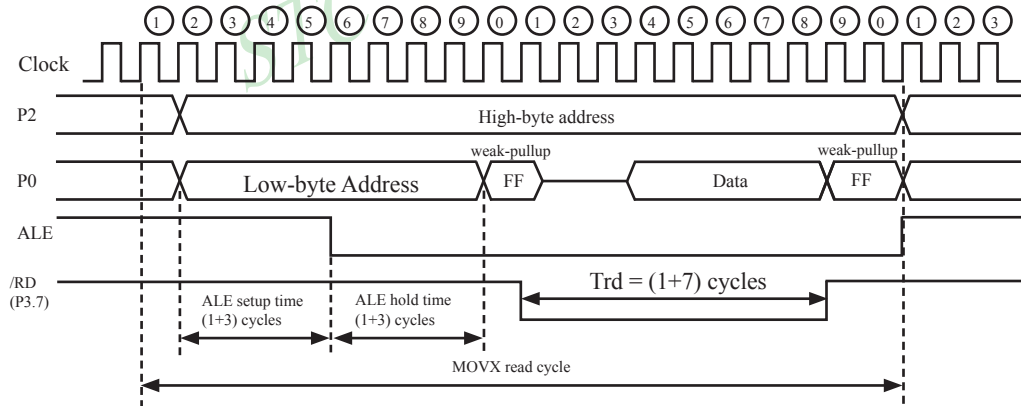 1 2 3 4 5 6 7 8 9 0 1 2 3 4 5 6 7 8 9 0 1 2 3
Clock
P2
High-byte address
weak-pullup
weak-pullup
P0
Low-byte Address
FF
Data
FF
ALE
/RD
(P3.7)
Trd = (1+7) cycles
ALE setup time
(1+3) cycles
ALE hold time
(1+3) cycles
MOVX read cycle